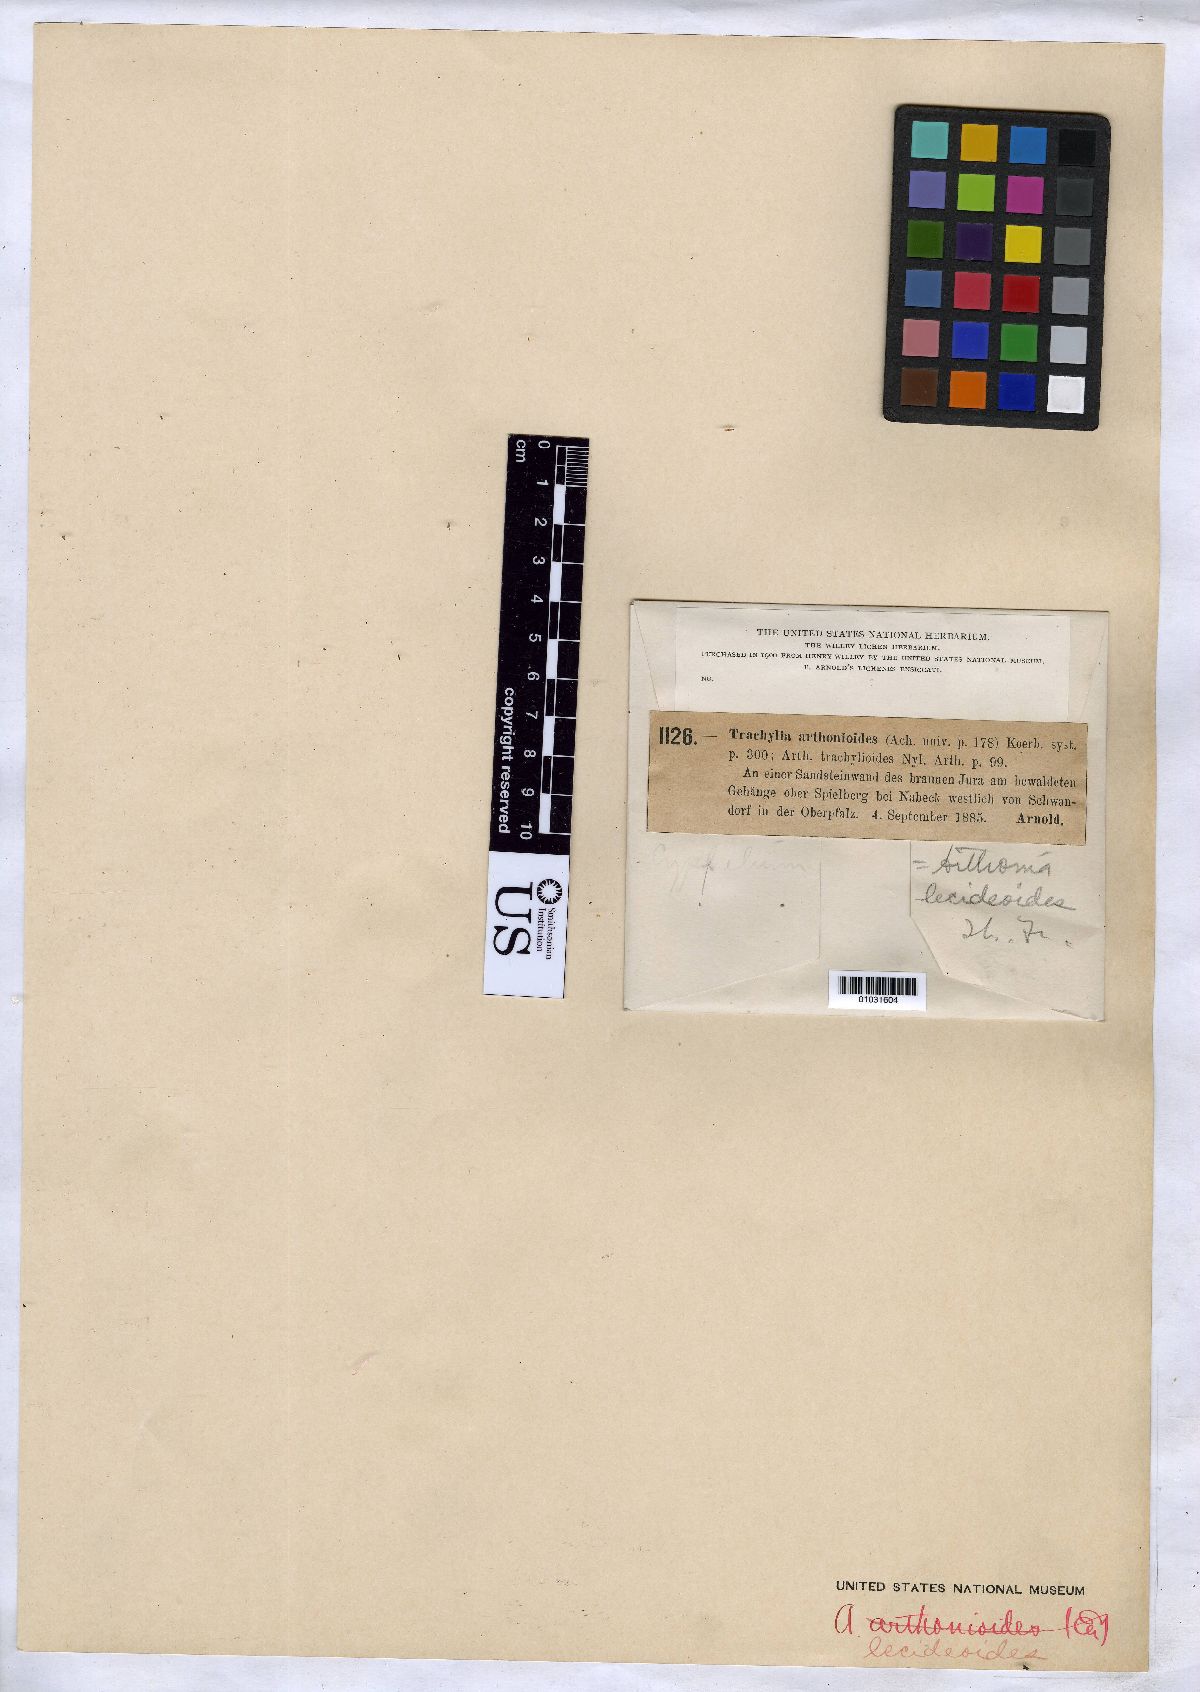 cm
0 1 2 3 4 5 6 7 8 9 10
copyright reserved
Smithsonian
Institution
US
THE UNITED STATES NATIONAL HERBARIUM.
THE WILLEY LICHEN HERBARIUM.
PURCHASED IN 1900 FROM HENRY WILLEY BY THE UNITED STATES NATIONAL MUSEUM.
F. ARNOLD'S LICHENES EXSICCATI.
NO.
1126. — Trachylia arthonioides (Ach. univ. p. 178) Koerb. syst.
p. 300; Arth. trachylioides Nyl. Arth. p. 99.
An einer Sandsteinwand des braunen Jura am bewaldeten
Gehänge ober Spielberg bei Nabeck westlich von Schwan-
dorf in der Oberpfalz. 4. September 1885. Arnold.
= Arthonia
lecideoides
Th. Fr.
01031604
UNITED STATES NATIONAL MUSEUM
A arthonioides
lecideoides